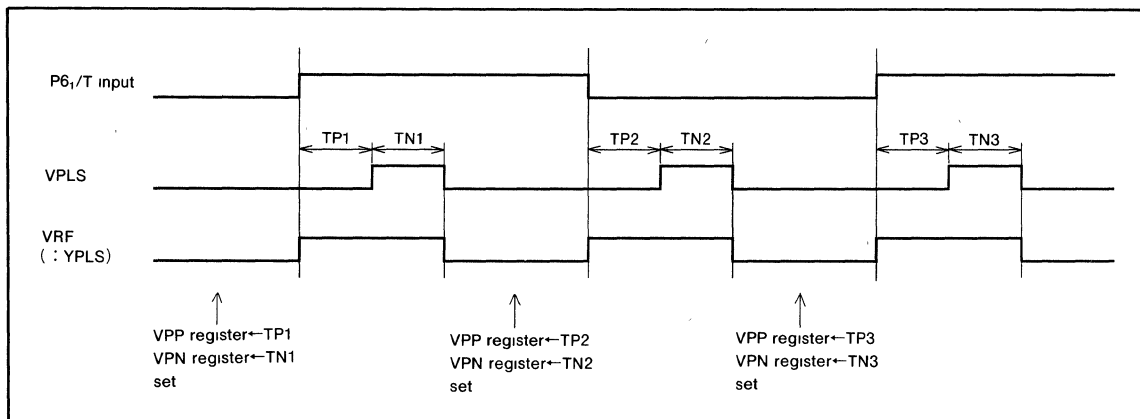 P6₁/T input
TP1 TN1 TP2 TN2 TP3 TN3
VPLS
VRF
( : YPLS)
VPP register←TP1
VPN register←TN1
set
VPP register←TP2
VPN register←TN2
set
VPP register←TP3
VPN register←TN3
set